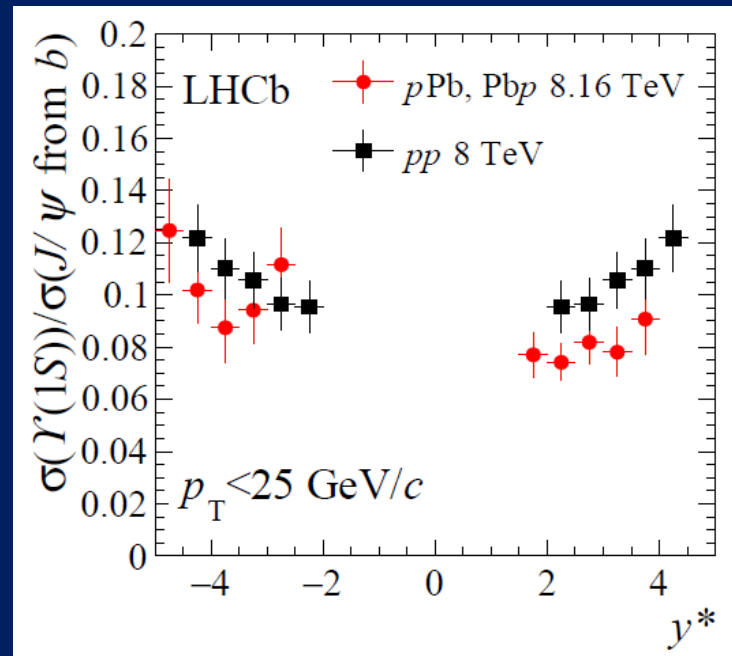 σ(ϒ(1S))/σ(J/ψ from b)
0.2
0.18
0.16
0.14
0.12
0.1
0.08
0.06
0.04
0.02
0
LHCb
pPb, Pbp 8.16 TeV
pp 8 TeV
p_T<25 GeV/c
−4 −2 0 2 4
y*